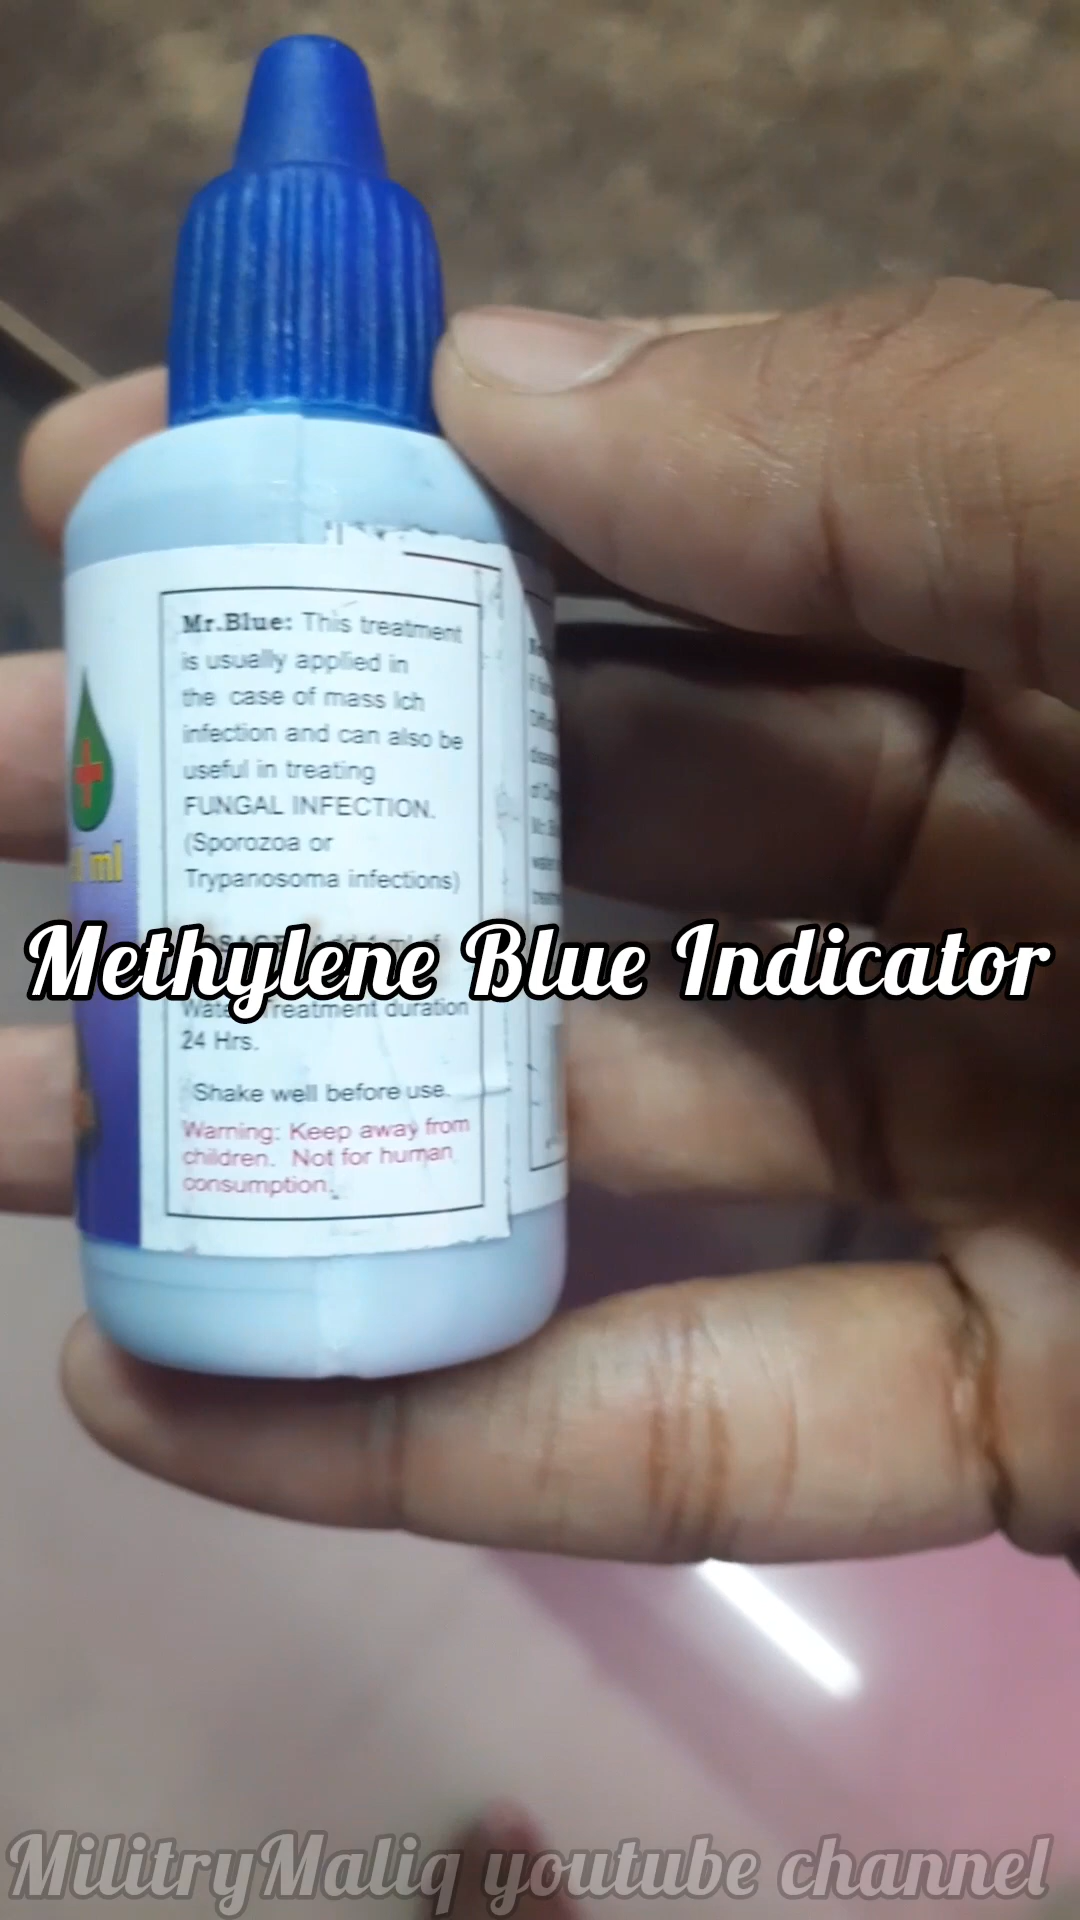 Mr.Blue: This treatment
is usually applied in
the case of mass Ich
infection and can also be
useful in treating
FUNGAL INFECTION.
(Sporozoa or
Trypanosoma infections)
ml
Methylene Blue Indicator
Treatment duration
24 Hrs.
Shake well before use.
Warning: Keep away from
children. Not for human
consumption.
MilitryMaliq youtube channel